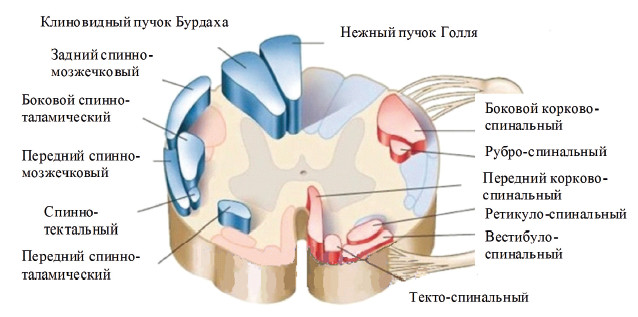 Клиновидный пучок Бурдаха
Нежный пучок Голля
Задний спинно-
мозжечковый
Боковой спинно-
таламический
Передний спинно-
мозжечковый
Спинно-
тектальный
Передний спинно-
таламический
Боковой корково-
спинальный
Рубро-спинальный
Передний корково-
спинальный
Ретикуло-спинальный
Вестибуло-
спинальный
Текто-спинальный